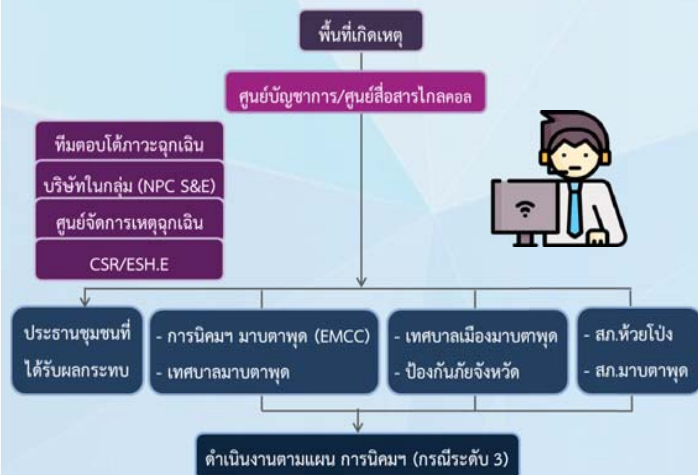 พื้นที่เกิดเหตุ
ศูนย์บัญชาการ/ศูนย์สื่อสารไกลคอล
ทีมตอบโต้ภาวะฉุกเฉิน
บริษัทในกลุ่ม (NPC S&E)
ศูนย์จัดการเหตุฉุกเฉิน
CSR/ESH.E
ประธานชุมชนที่
ได้รับผลกระทบ
- การนิคมฯ มาบตาพุด (EMCC)
- เทศบาลมาบตาพุด
- เทศบาลเมืองมาบตาพุด
- ป้องกันภัยจังหวัด
- สภ.ห้วยโป่ง
- สภ.มาบตาพุด
ดำเนินงานตามแผน การนิคมฯ (กรณีระดับ 3)